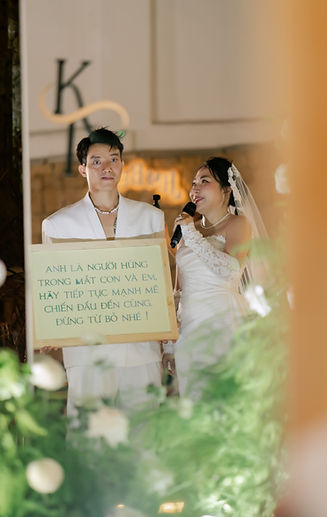 K
S
ANH LÀ NGƯỜI HÙNG
TRONG MẮT CON VÀ EM,
HÃY TIẾP TỤC MẠNH MẼ
CHIẾN ĐẤU ĐẾN CÙNG.
ĐỪNG TỪ BỎ NHÉ !